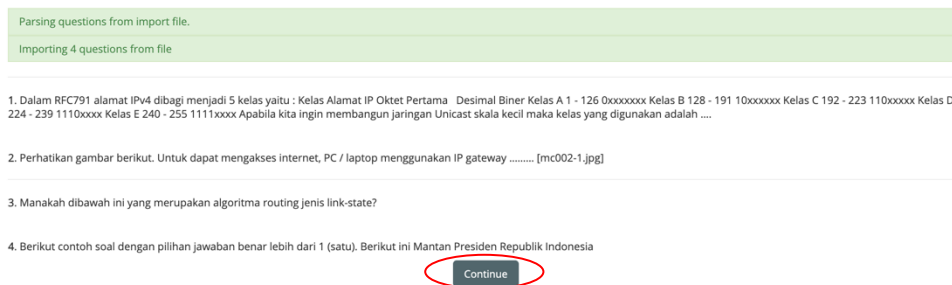 Parsing questions from import file.
Importing 4 questions from file
1. Dalam RFC791 alamat IPv4 dibagi menjadi 5 kelas yaitu : Kelas Alamat IP Oktet Pertama Desimal Biner Kelas A 1 - 126 0xxxxxxx Kelas B 128 - 191 10xxxxxx Kelas C 192 - 223 110xxxxx Kelas D
224 - 239 1110xxxx Kelas E 240 - 255 1111xxxx Apabila kita ingin membangun jaringan Unicast skala kecil maka kelas yang digunakan adalah ....
2. Perhatikan gambar berikut. Untuk dapat mengakses internet, PC / laptop menggunakan IP gateway ......... [mc002-1.jpg]
3. Manakah dibawah ini yang merupakan algoritma routing jenis link-state?
4. Berikut contoh soal dengan pilihan jawaban benar lebih dari 1 (satu). Berikut ini Mantan Presiden Republik Indonesia
Continue